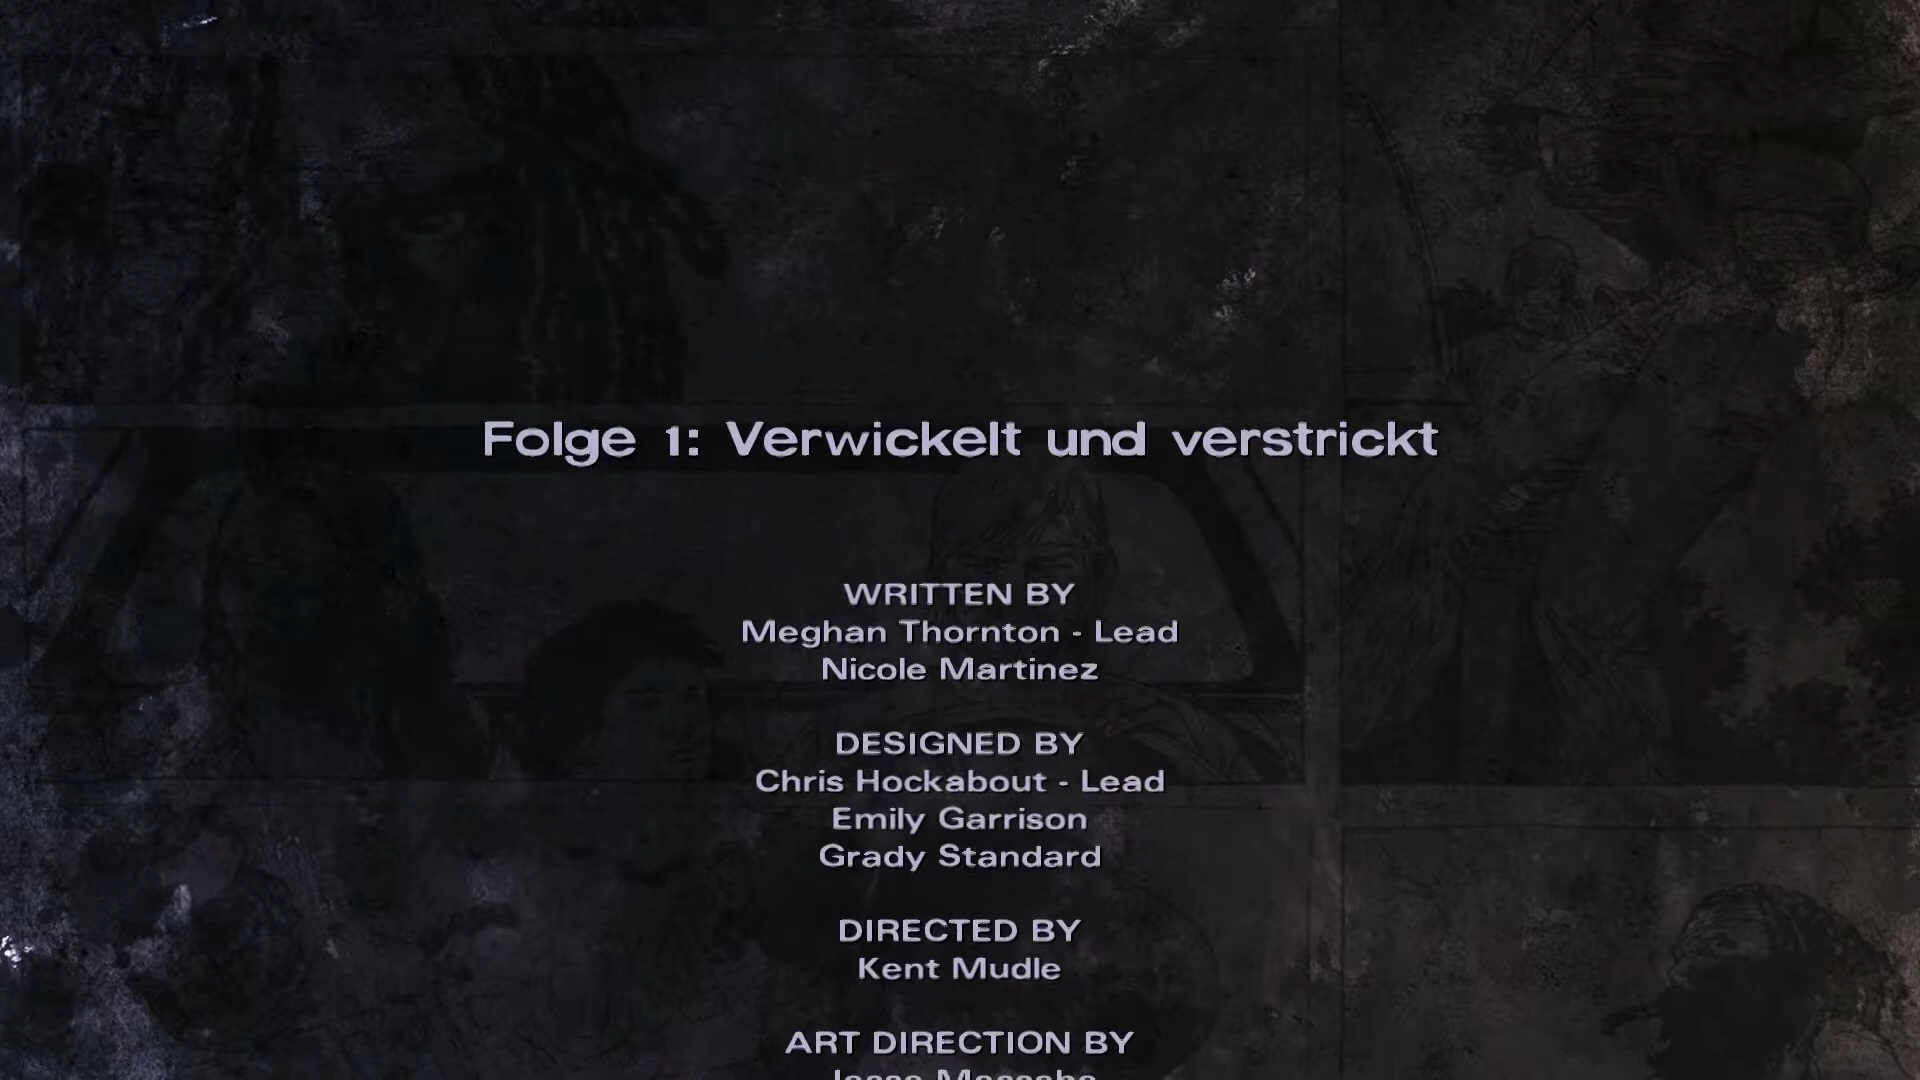 Folge 1: Verwickelt und verstrickt
WRITTEN BY
Meghan Thornton - Lead
Nicole Martinez
DESIGNED BY
Chris Hockabout - Lead
Emily Garrison
Grady Standard
DIRECTED BY
Kent Mudle
ART DIRECTION BY